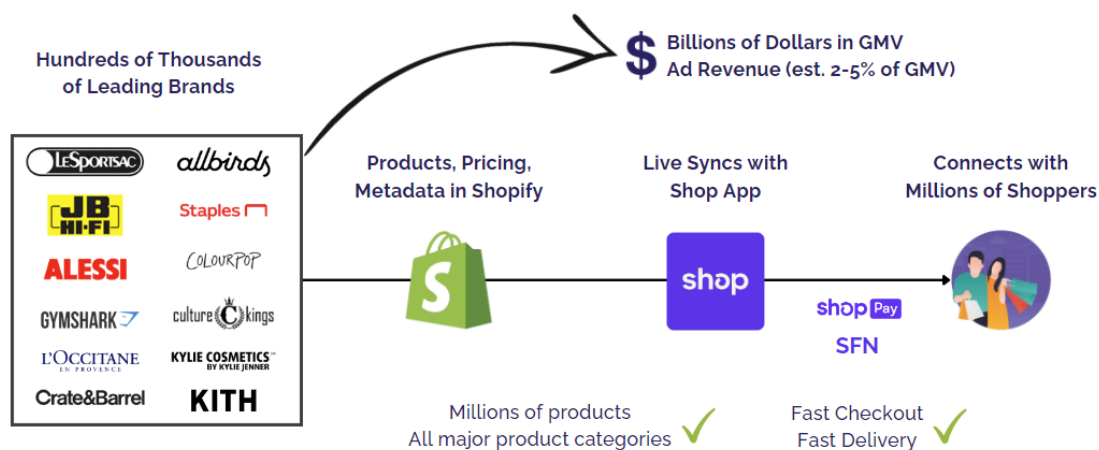 Hundreds of Thousands
of Leading Brands
$ Billions of Dollars in GMV
Ad Revenue (est. 2-5% of GMV)
LeSportsac
allbirds
JB
HI-FI
Staples
ALESSI
COLOURPOP
GYMSHARK
culture C kings
L'OCCITANE
EN PROVENCE
KYLIE COSMETICS
BY KYLIE JENNER
Crate&Barrel
KITH
Products, Pricing,
Metadata in Shopify
S
Live Syncs with
Shop App
shop
Connects with
Millions of Shoppers
shop Pay
SFN
Millions of products
All major product categories
Fast Checkout
Fast Delivery